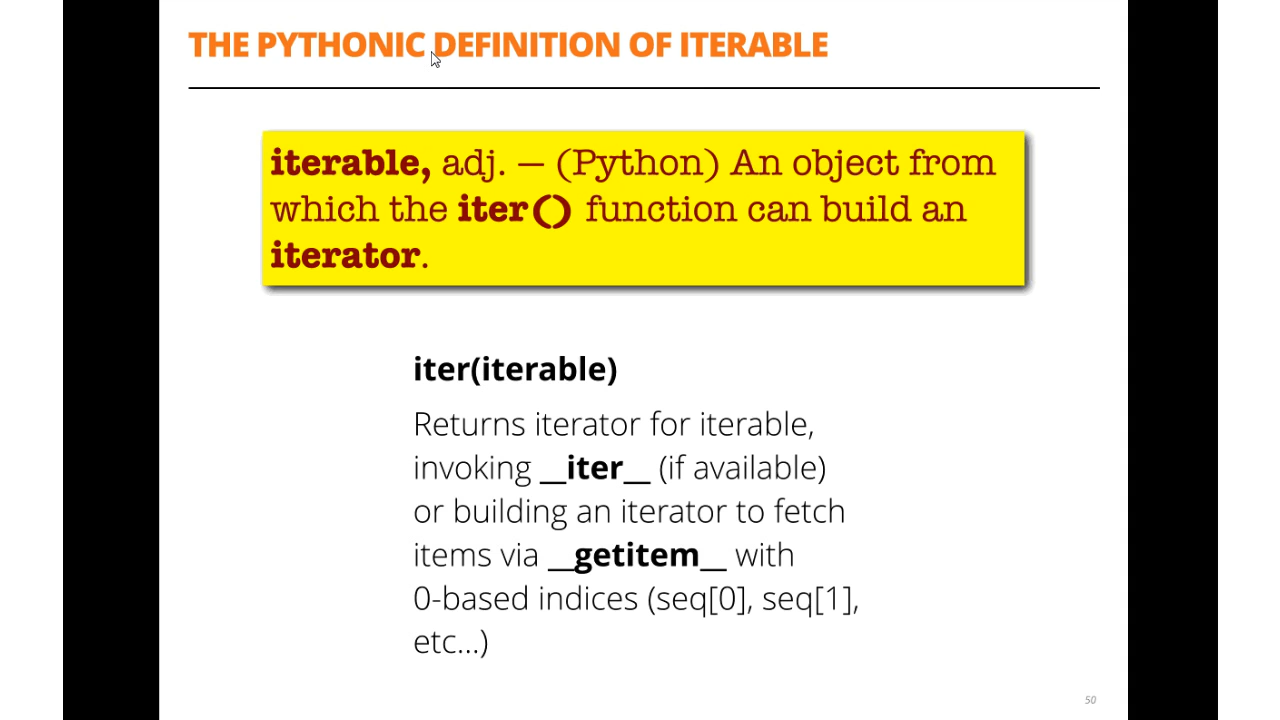 THE PYTHONIC DEFINITION OF ITERABLE
iterable, adj. — (Python) An object from
which the iter() function can build an
iterator.
iter(iterable)
Returns iterator for iterable,
invoking __iter__ (if available)
or building an iterator to fetch
items via __getitem__ with
0-based indices (seq[0], seq[1],
etc...)
50